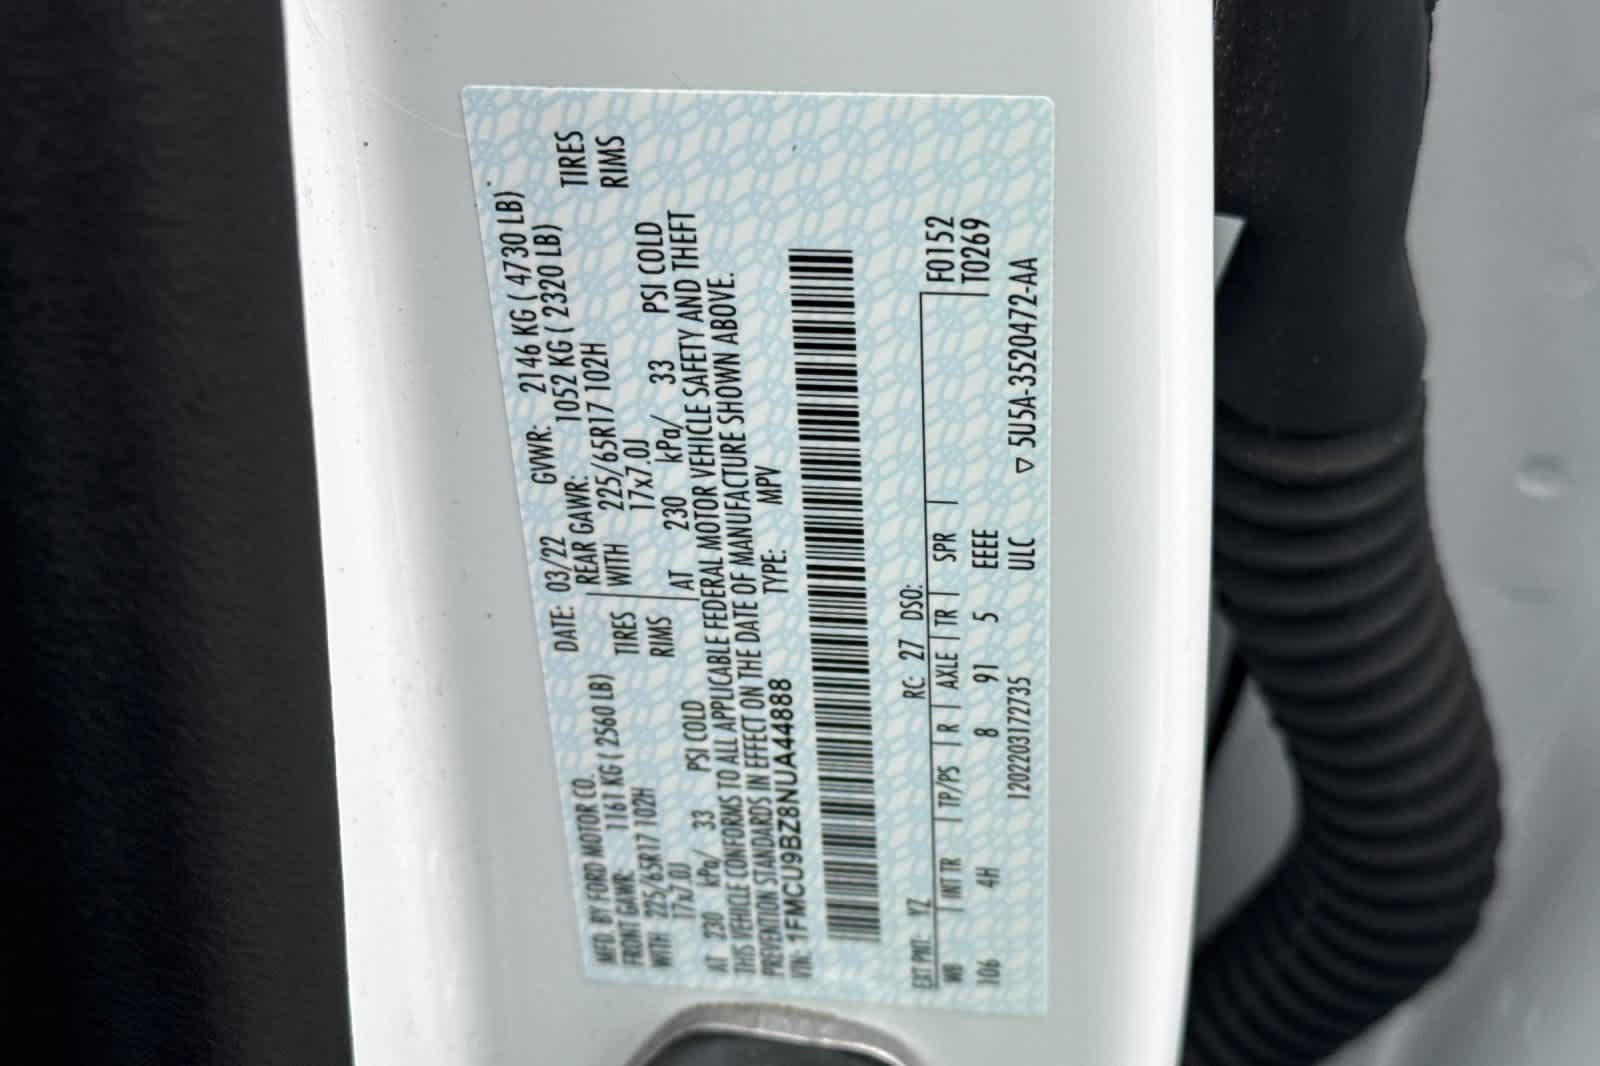 MFD. BY FORD MOTOR CO. DATE: 03/22 GVWR: 2146 KG ( 4730 LB)
FRONT GAWR: 1161 KG ( 2560 LB) REAR GAWR: 1052 KG ( 2320 LB)
WITH 225/65R17 102H TIRES WITH 225/65R17 102H TIRES
17x7.0J RIMS 17x7.0J RIMS
AT 230 kPa/ 33 PSI COLD AT 230 kPa/ 33 PSI COLD
THIS VEHICLE CONFORMS TO ALL APPLICABLE FEDERAL MOTOR VEHICLE SAFETY AND THEFT
PREVENTION STANDARDS IN EFFECT ON THE DATE OF MANUFACTURE SHOWN ABOVE.
VIN: 1FMCU9BZ8NUA44888 TYPE: MPV
EXT PNT: YZ RC: 27 DSO: F0152
WB INT TR TP/PS R AXLE TR SPR T0269
106 4H 8 91 5 EEEE
1202203172735 ULC ▽ 5U5A-3520472-AA